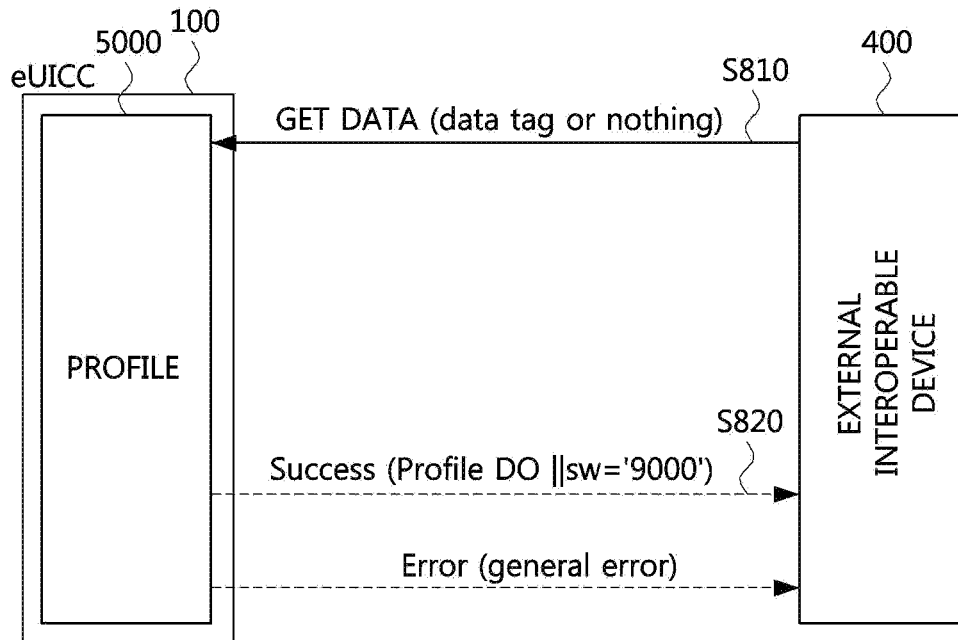 100
5000
400
eUICC
S810
GET DATA (data tag or nothing)
PROFILE
EXTERNAL
INTEROPERABLE
DEVICE
S820
Success (Profile DO ||sw='9000')
Error (general error)